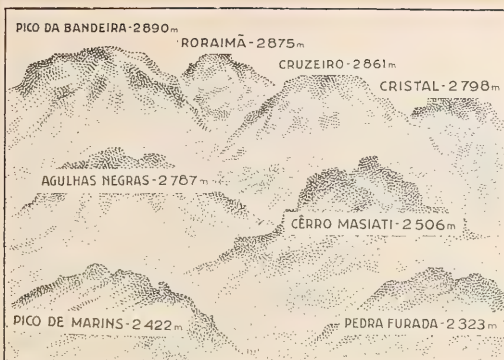 PICO DA BANDEIRA-2890m
RORAIMÃ-2875m
CRUZEIRO-2861m
CRISTAL-2798m
AGULHAS NEGRAS-2787m
CÊRRO MASIATI-2506m
PICO DE MARINS-2422m
PEDRA FURADA-2323m